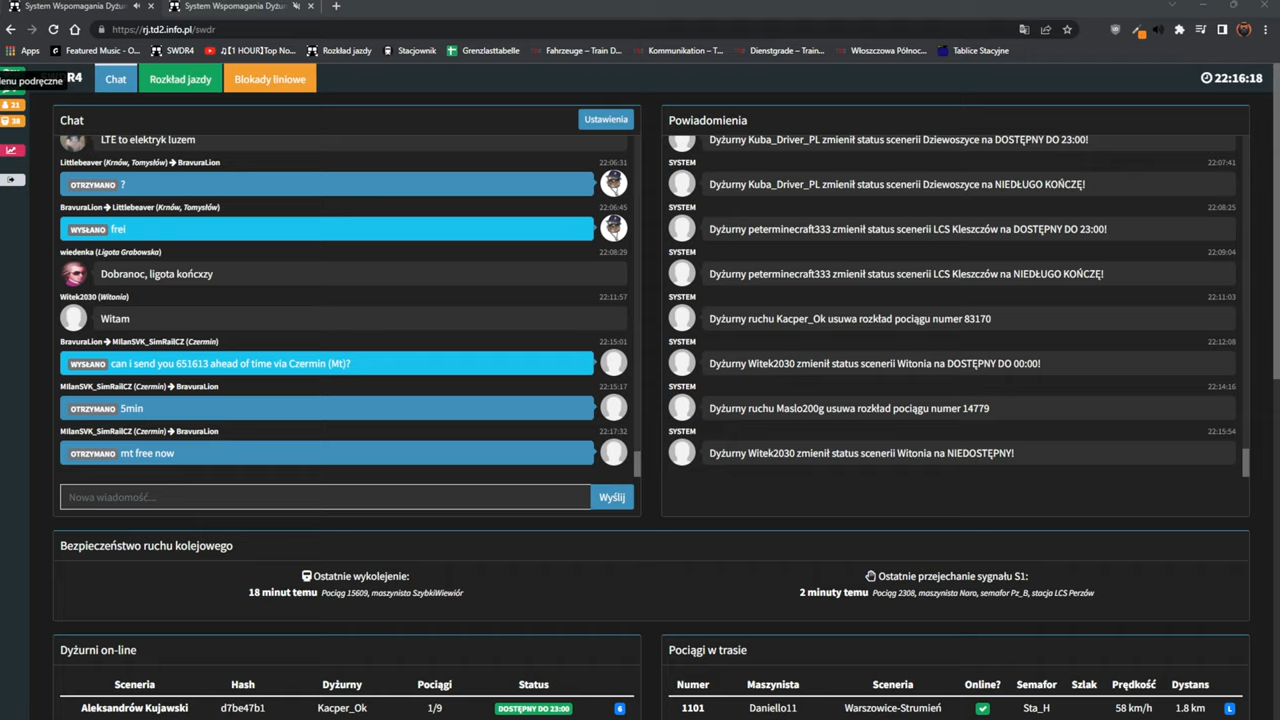 System Wspomagania Dyżu
System Wspomagania Dyżur
https://rj.td2.info.pl/swdr
Apps
Featured Music - O...
SWDR4
[1 HOUR]Top No...
Rozkład jazdy
Stacjownik
Grenzlasttabelle
Fahrzeuge – Train D...
Kommunikation – T...
Dienstgrade – Train...
Włoszczowa Północ...
Tablice Stacyjne
Menu podręczne
R4
Chat
Rozkład jazdy
Blokady liniowe
22:16:18
21
38
Chat
Ustawienia
LTE to elektryk luzem
Littlebeaver (Krnów, Tomysłów) → BravuraLion
22:06:31
OTRZYMANO ?
BravuraLion → Littlebeaver (Krnów, Tomysłów)
22:06:45
WYSŁANO frei
wiedenka (Ligota Grabowska)
22:08:29
Dobranoc, ligota kończxy
Witek2030 (Witonia)
22:11:57
Witam
BravuraLion → MIlanSVK_SimRailCZ (Czermin)
22:15:01
WYSŁANO can i send you 651613 ahead of time via Czermin (Mt)?
MIlanSVK_SimRailCZ (Czermin) → BravuraLion
22:15:17
OTRZYMANO 5min
MIlanSVK_SimRailCZ (Czermin) → BravuraLion
22:17:32
OTRZYMANO mt free now
Nowa wiadomość...
Wyślij
Powiadomienia
Dyżurny Kuba_Driver_PL zmienił status scenerii Dziewoszyce na DOSTĘPNY DO 23:00!
SYSTEM
22:07:41
Dyżurny Kuba_Driver_PL zmienił status scenerii Dziewoszyce na NIEDŁUGO KOŃCZĘ!
SYSTEM
22:08:25
Dyżurny peterminecraft333 zmienił status scenerii LCS Kleszczów na DOSTĘPNY DO 23:00!
SYSTEM
22:09:04
Dyżurny peterminecraft333 zmienił status scenerii LCS Kleszczów na NIEDŁUGO KOŃCZĘ!
SYSTEM
22:11:03
Dyżurny ruchu Kacper_Ok usuwa rozkład pociągu numer 83170
SYSTEM
22:12:08
Dyżurny Witek2030 zmienił status scenerii Witonia na DOSTĘPNY DO 00:00!
SYSTEM
22:14:16
Dyżurny ruchu Maslo200g usuwa rozkład pociągu numer 14779
SYSTEM
22:15:54
Dyżurny Witek2030 zmienił status scenerii Witonia na NIEDOSTĘPNY!
Bezpieczeństwo ruchu kolejowego
Ostatnie wykolejenie:
18 minut temu Pociąg 15609, maszynista SzybkiWiewiór
Ostatnie przejechanie sygnału S1:
2 minuty temu Pociąg 2308, maszynista Naro, semafor Pz_B, stacja LCS Perzów
Dyżurni on-line
Sceneria Hash Dyżurny Pociągi Status
Aleksandrów Kujawski d7be47b1 Kacper_Ok 1/9 DOSTĘPNY DO 23:00 6
Pociągi w trasie
Numer Maszynista Sceneria Online? Semafor Szlak Prędkość Dystans
1101 Daniello11 Warszowice-Strumień Sta_H 58 km/h 1.8 km L